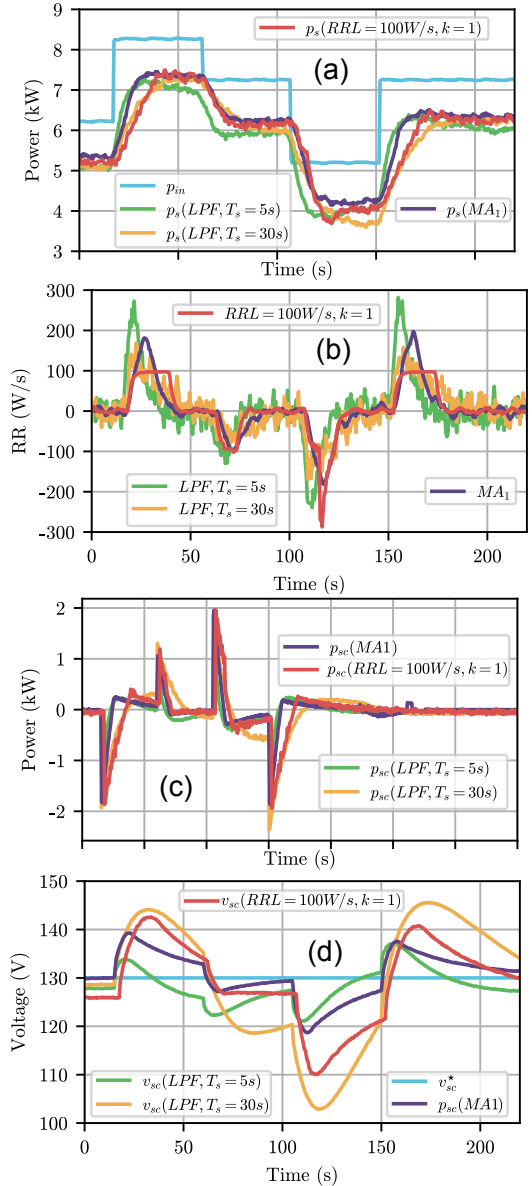 9
8
7
6
5
4
3
Power (kW)
p_s(RRL = 100W/s, k = 1)
(a)
p_in
p_s(LPF, T_s = 5s)
p_s(LPF, T_s = 30s)
p_s(MA_1)
Time (s)
300
200
100
0
-100
-200
-300
RR (W/s)
RRL = 100W/s, k = 1
(b)
LPF, T_s = 5s
LPF, T_s = 30s
MA_1
0 50 100 150 200
Time (s)
2
1
0
-1
-2
Power (kW)
p_sc(MA1)
p_sc(RRL = 100W/s, k = 1)
p_sc(LPF, T_s = 5s)
p_sc(LPF, T_s = 30s)
(c)
Time (s)
150
140
130
120
110
100
Voltage (V)
v_sc(RRL = 100W/s, k = 1)
(d)
v_sc(LPF, T_s = 5s)
v_sc(LPF, T_s = 30s)
v_sc^⋆
p_sc(MA1)
0 50 100 150 200
Time (s)